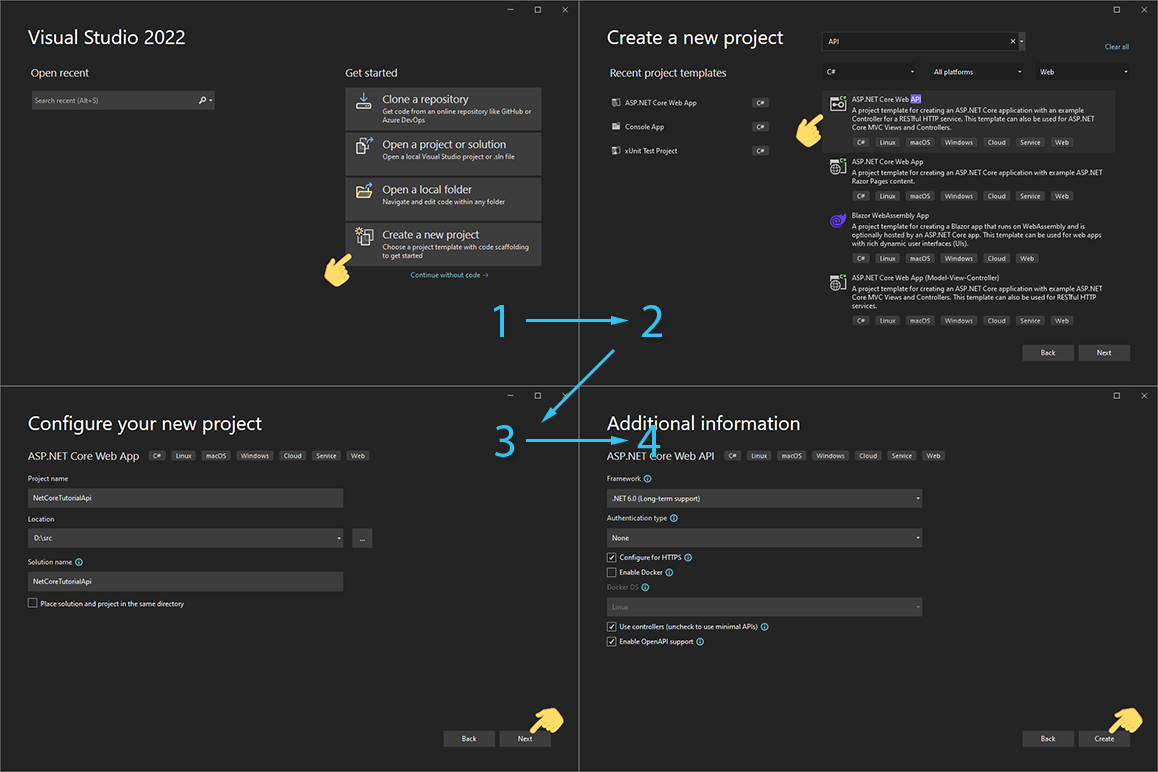 Visual Studio 2022
Open recent
Search recent (Alt+S)
Get started
Clone a repository
Get code from an online repository like GitHub or
Azure DevOps
Open a project or solution
Open a local Visual Studio project or .sln file
Open a local folder
Navigate and edit code within any folder
Create a new project
Choose a project template with code scaffolding
to get started
Continue without code →
1
2
Create a new project
API
Clear all
Recent project templates
C# All platforms Web
ASP.NET Core Web App C#
Console App C#
xUnit Test Project C#
ASP.NET Core Web API
A project template for creating an ASP.NET Core application with an example
Controller for a RESTful HTTP service. This template can also be used for ASP.NET
Core MVC Views and Controllers.
C# Linux macOS Windows Cloud Service Web
ASP.NET Core Web App
A project template for creating an ASP.NET Core application with example ASP.NET
Razor Pages content.
C# Linux macOS Windows Cloud Service Web
Blazor WebAssembly App
A project template for creating a Blazor app that runs on WebAssembly and is
optionally hosted by an ASP.NET Core app. This template can be used for web apps
with rich dynamic user interfaces (UIs).
C# Linux macOS Windows Cloud Web
ASP.NET Core Web App (Model-View-Controller)
A project template for creating an ASP.NET Core application with example ASP.NET
Core MVC Views and Controllers. This template can also be used for RESTful HTTP
services.
C# Linux macOS Windows Cloud Service Web
Back Next
Configure your new project
ASP.NET Core Web App C# Linux macOS Windows Cloud Service Web
Project name
NetCoreTutorialApi
Location
D:\src
...
Solution name
NetCoreTutorialApi
Place solution and project in the same directory
Back Next
3
4
Additional information
ASP.NET Core Web API C# Linux macOS Windows Cloud Service Web
Framework
.NET 6.0 (Long-term support)
Authentication type
None
Configure for HTTPS
Enable Docker
Docker OS
Linux
Use controllers (uncheck to use minimal APIs)
Enable OpenAPI support
Back Create